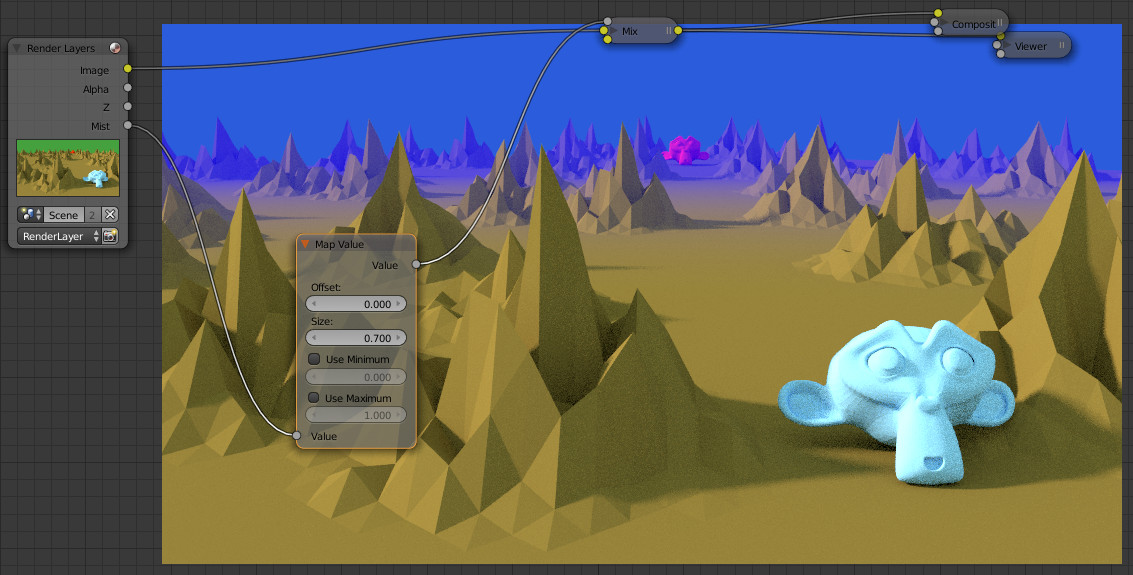 Render Layers
Image
Alpha
Z
Mist
Scene 2
RenderLayer
Map Value
Value
Offset:
0.000
Size:
0.700
Use Minimum
0.000
Use Maximum
1.000
Value
Mix
Composit
Viewer